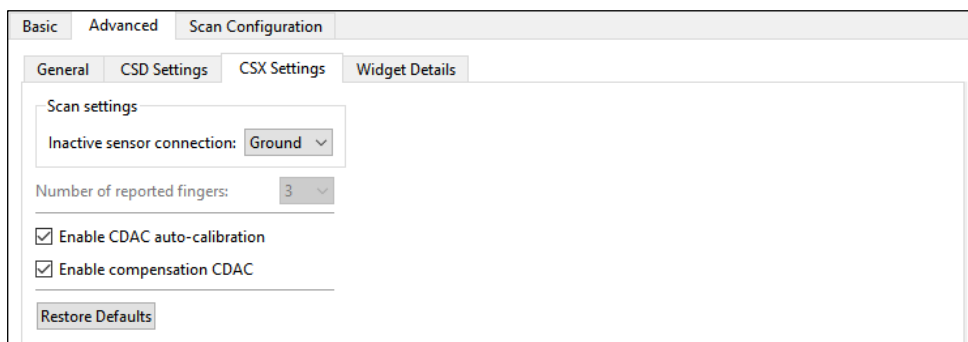 Basic Advanced Scan Configuration
General CSD Settings CSX Settings Widget Details
Scan settings
Inactive sensor connection: Ground
Number of reported fingers: 3
Enable CDAC auto-calibration
Enable compensation CDAC
Restore Defaults